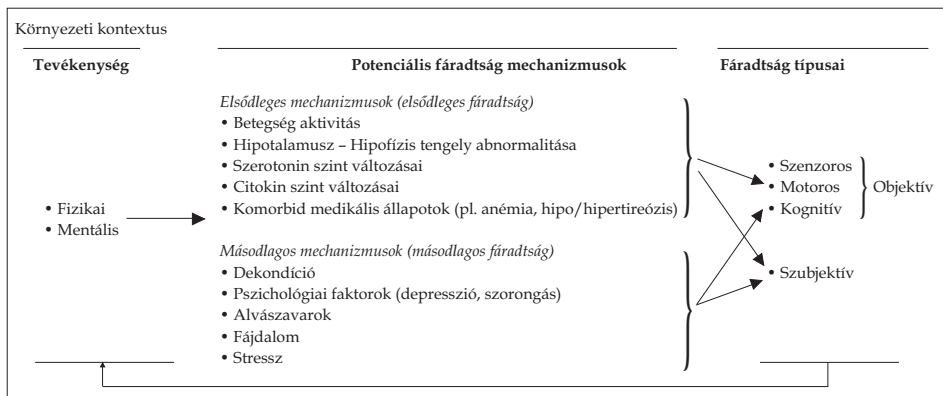 Környezeti kontextus
Tevékenység
Potenciális fáradtság mechanizmusok
Fáradtság típusai
• Fizikai
• Mentális
Elsődleges mechanizmusok (elsődleges fáradtság)
• Betegség aktivitás
• Hipotalamusz – Hipofízis tengely abnormalitása
• Szerotonin szint változásai
• Citokin szint változásai
• Komorbid medikális állapotok (pl. anémia, hipo/hipertireózis)
Másodlagos mechanizmusok (másodlagos fáradtság)
• Dekondíció
• Pszichológiai faktorok (depresszió, szorongás)
• Alvászavarok
• Fájdalom
• Stressz
• Szenzoros
• Motoros
• Kognitív
Objektív
• Szubjektív